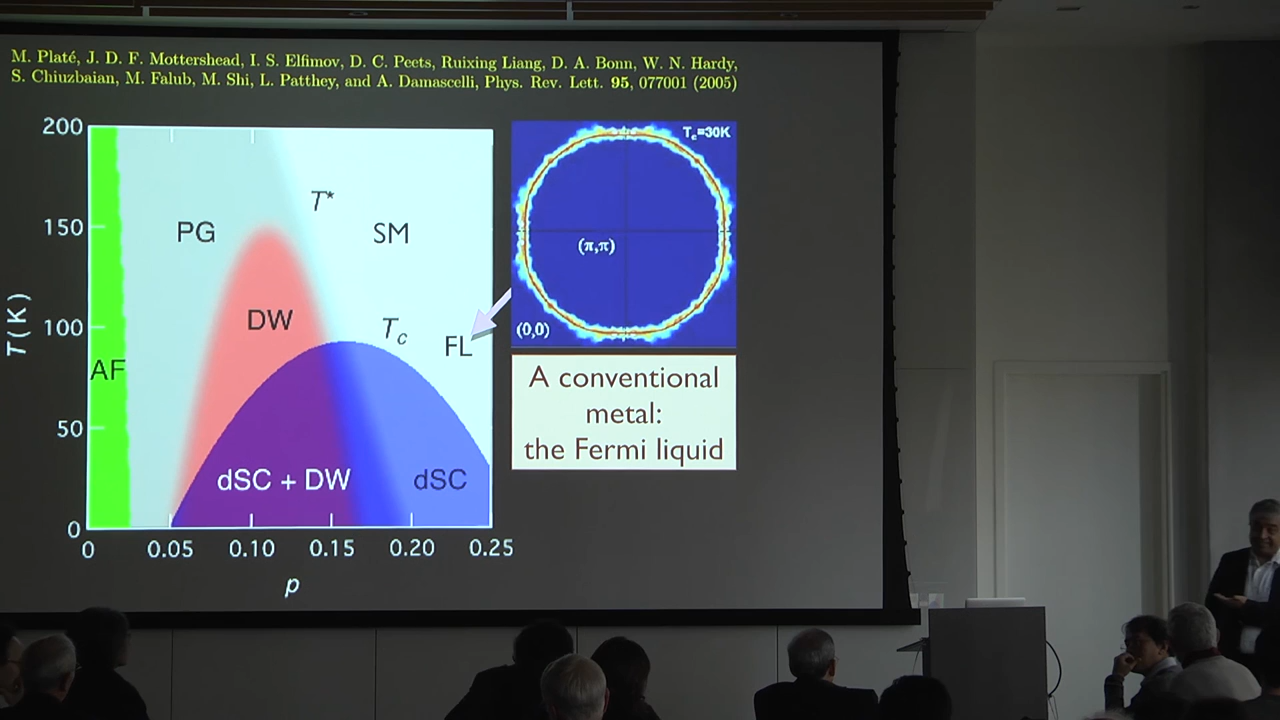 M. Platé, J. D. F. Mottershead, I. S. Elfimov, D. C. Peets, Ruixing Liang, D. A. Bonn, W. N. Hardy,
S. Chiuzbaian, M. Falub, M. Shi, L. Patthey, and A. Damascelli, Phys. Rev. Lett. 95, 077001 (2005)
200
150
100
50
0
T(K)
AF
PG
DW
T*
SM
Tc
FL
dSC + DW
dSC
0
0.05
0.10
0.15
0.20
0.25
p
Tc=30K
(π,π)
(0,0)
A conventional
metal:
the Fermi liquid